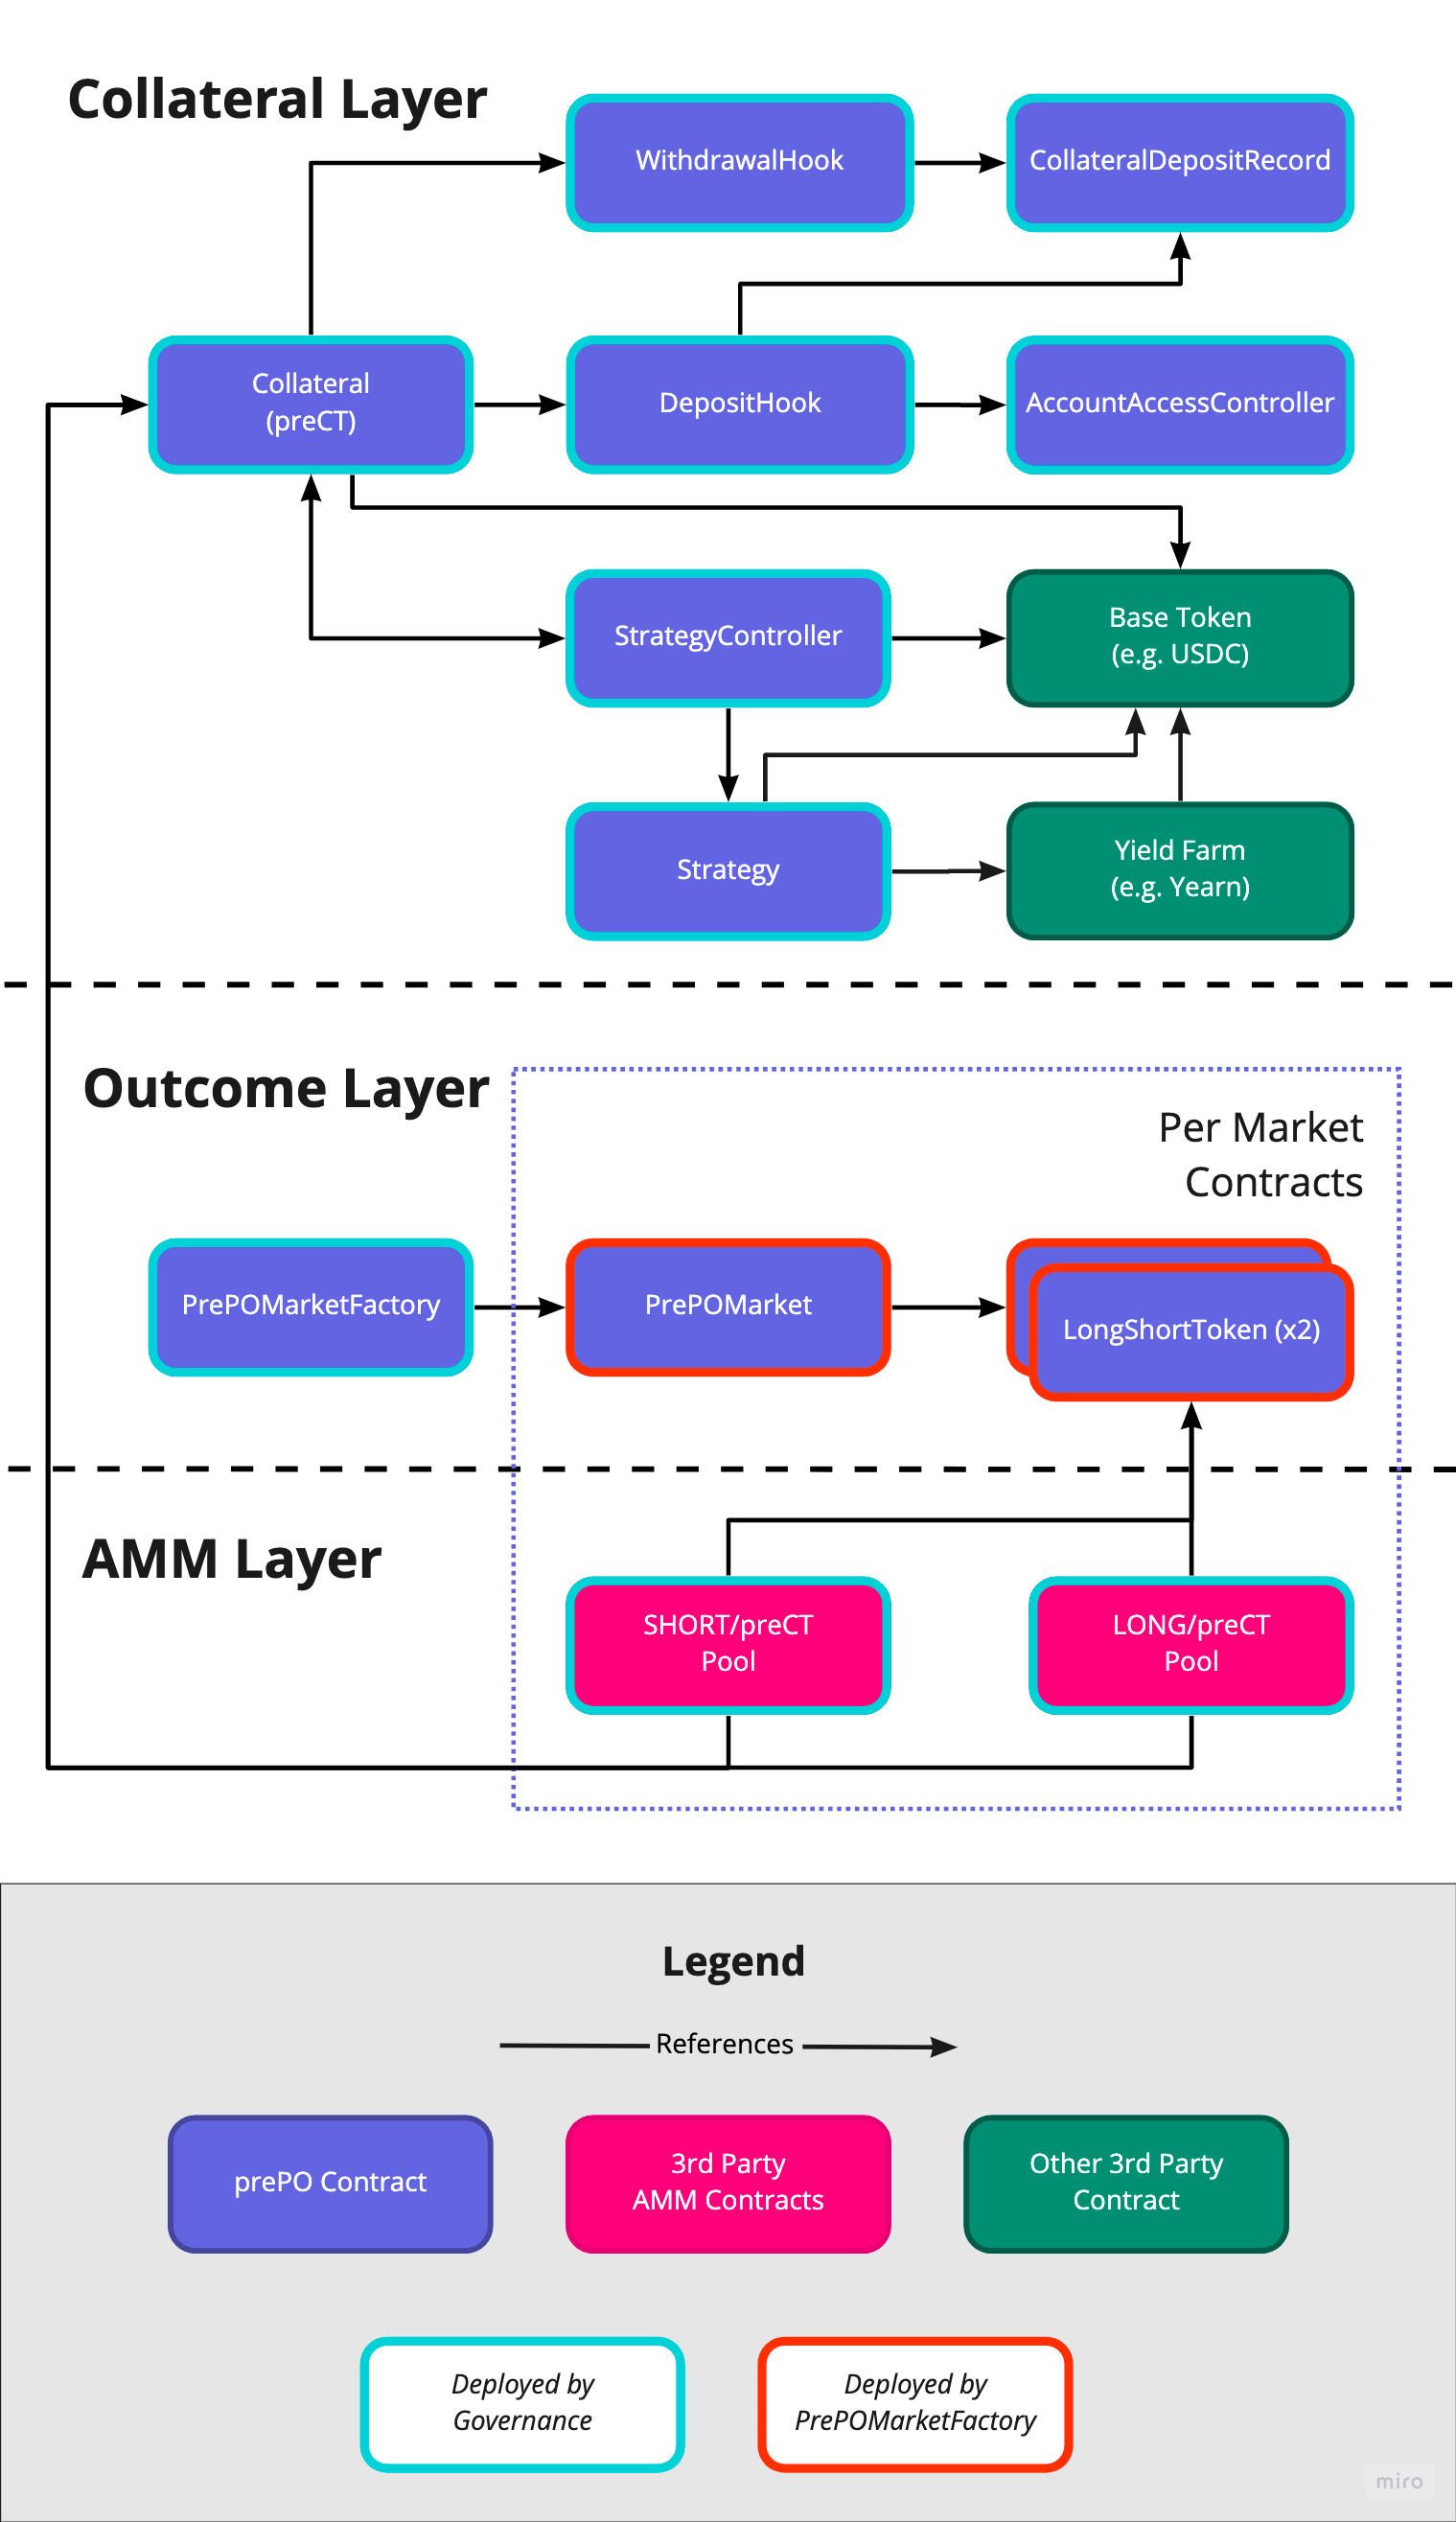 Collateral Layer
WithdrawalHook
CollateralDepositRecord
Collateral
(preCT)
DepositHook
AccountAccessController
StrategyController
Base Token
(e.g. USDC)
Strategy
Yield Farm
(e.g. Yearn)
Outcome Layer
Per Market
Contracts
PrePOMarketFactory
PrePOMarket
LongShortToken (x2)
AMM Layer
SHORT/preCT
Pool
LONG/preCT
Pool
Legend
References
prePO Contract
3rd Party
AMM Contracts
Other 3rd Party
Contract
Deployed by
Governance
Deployed by
PrePOMarketFactory
miro